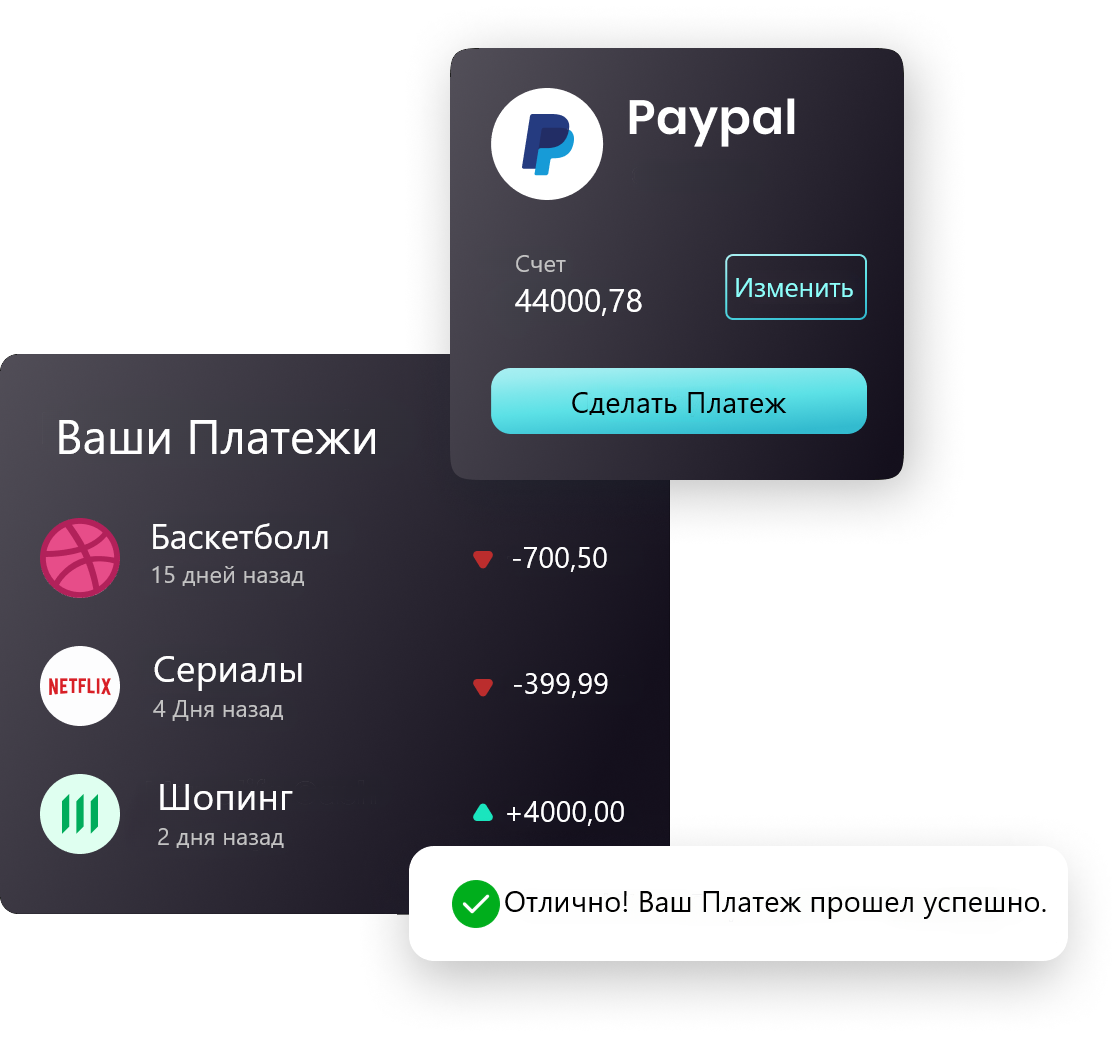 Paypal
Счет
44000,78
Изменить
Сделать Платеж
Ваши Платежи
Баскетболл
15 дней назад
-700,50
NETFLIX
Сериалы
4 Дня назад
-399,99
Шопинг
2 дня назад
+4000,00
Отлично! Ваш Платеж прошел успешно.